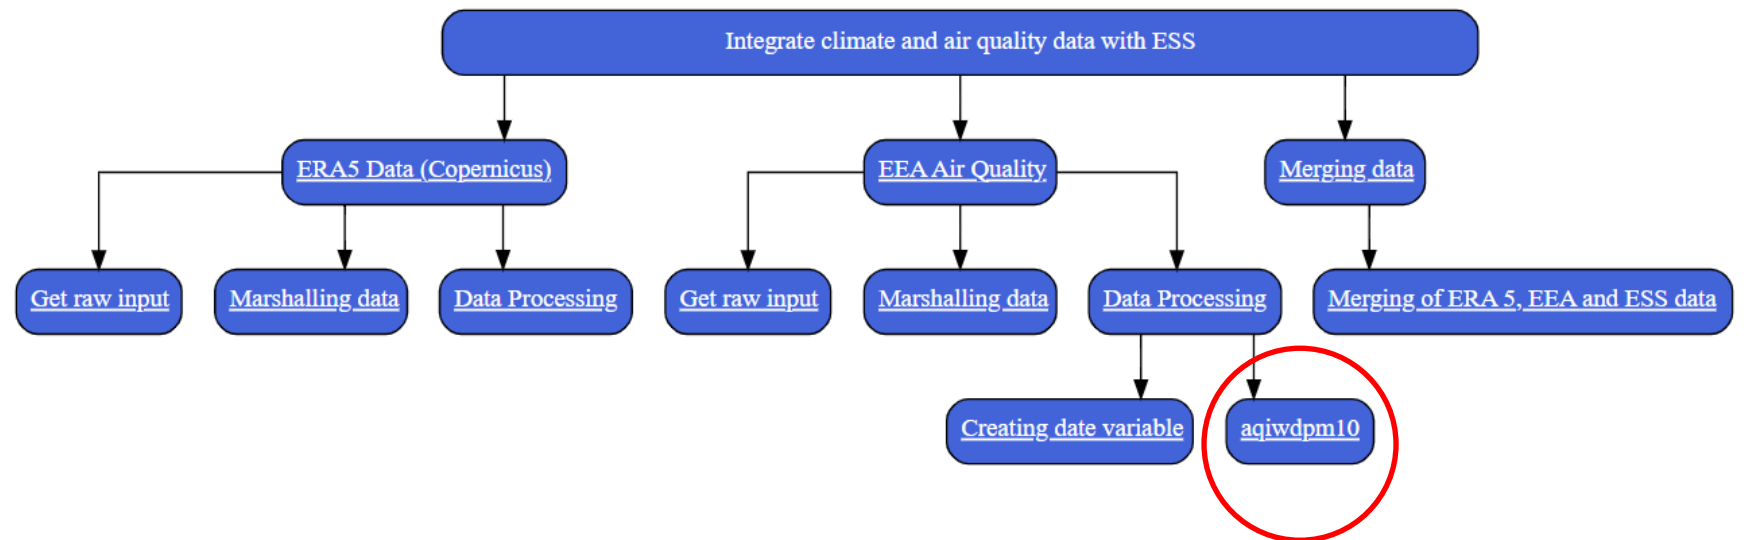 Integrate climate and air quality data with ESS
ERA5 Data (Copernicus)
EEA Air Quality
Merging data
Get raw input
Marshalling data
Data Processing
Get raw input
Marshalling data
Data Processing
Merging of ERA 5, EEA and ESS data
Creating date variable
aqiwdpm10